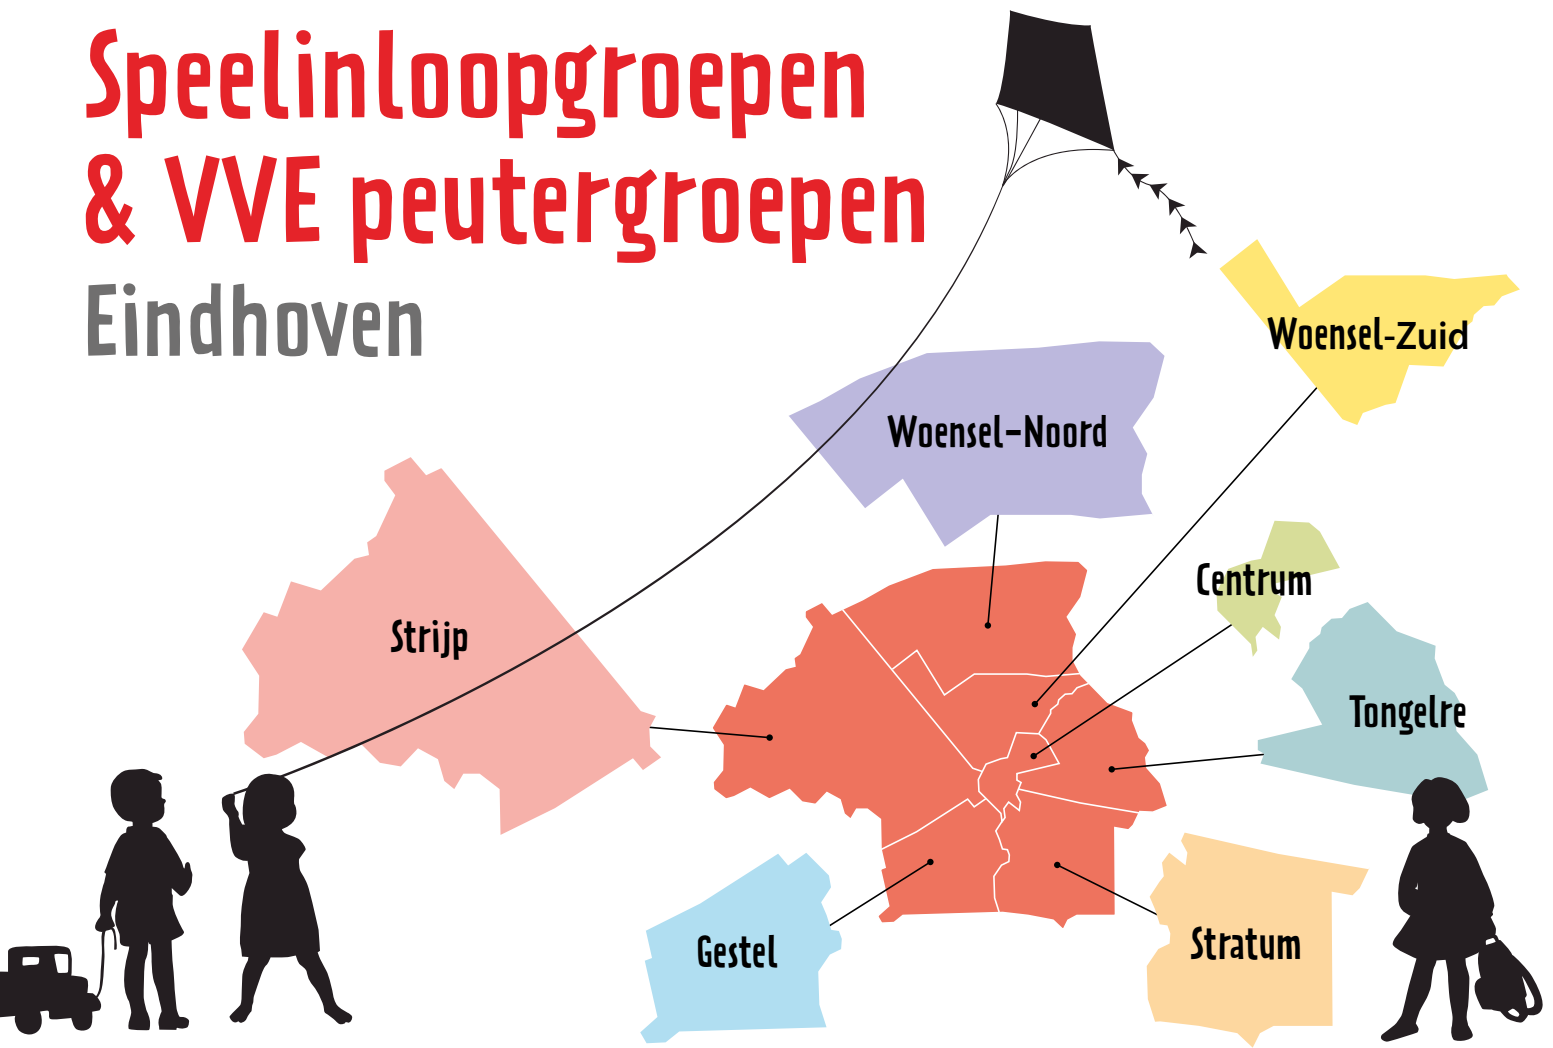 Speelinloopgroepen
& VVE peutergroepen
Eindhoven
Woensel-Zuid
Woensel-Noord
Centrum
Strijp
Tongelre
Gestel
Stratum